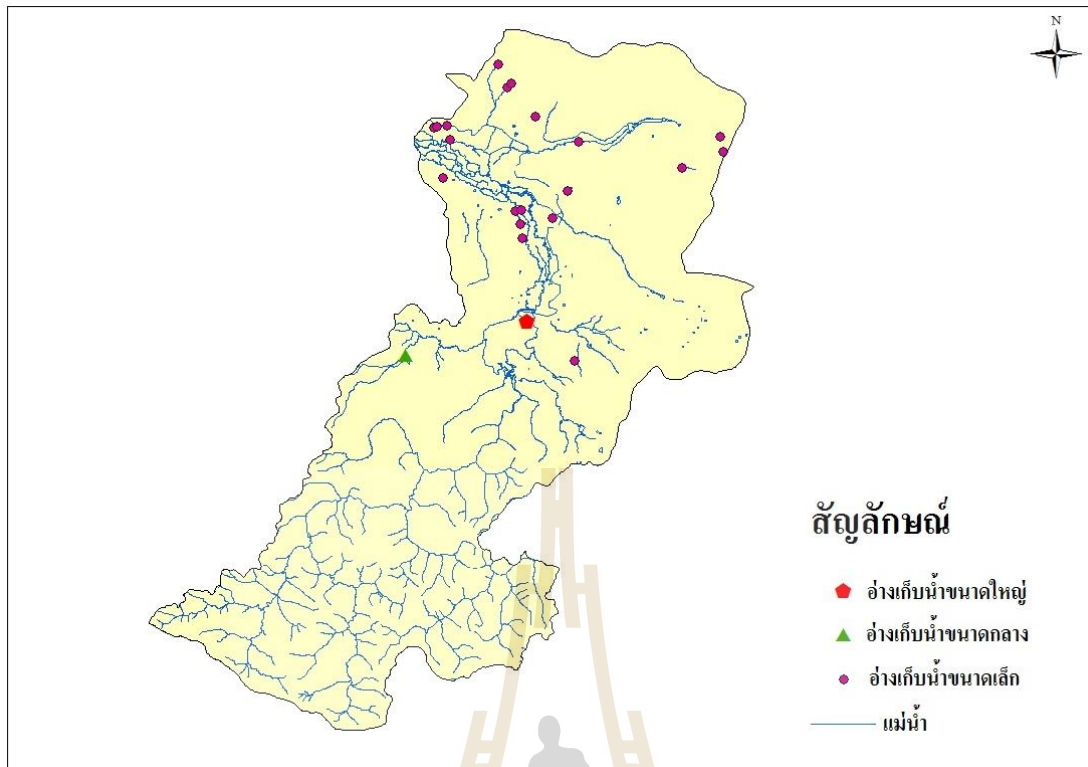 N
สัญลักษณ์
อ่างเก็บน้ำขนาดใหญ่
อ่างเก็บน้ำขนาดกลาง
อ่างเก็บน้ำขนาดเล็ก
แม่น้ำ